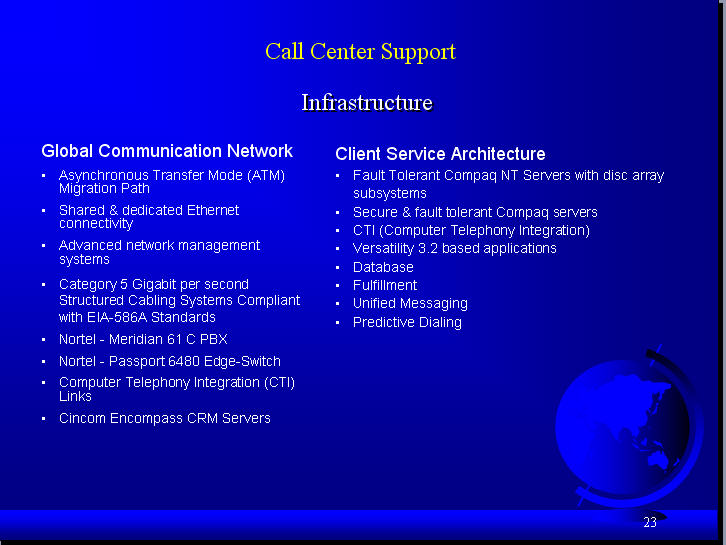 Call Center Support
Infrastructure
Global Communication Network
• Asynchronous Transfer Mode (ATM)
Migration Path
• Shared & dedicated Ethernet
connectivity
• Advanced network management
systems
• Category 5 Gigabit per second
Structured Cabling Systems Compliant
with EIA-586A Standards
• Nortel - Meridian 61 C PBX
• Nortel - Passport 6480 Edge-Switch
• Computer Telephony Integration (CTI)
Links
• Cincom Encompass CRM Servers
Client Service Architecture
• Fault Tolerant Compaq NT Servers with disc array
subsystems
• Secure & fault tolerant Compaq servers
• CTI (Computer Telephony Integration)
• Versatility 3.2 based applications
• Database
• Fulfillment
• Unified Messaging
• Predictive Dialing
23